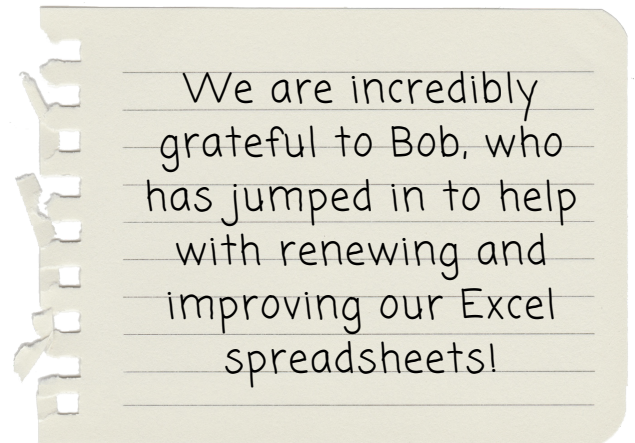 We are incredibly
grateful to Bob, who
has jumped in to help
with renewing and
improving our Excel
spreadsheets!